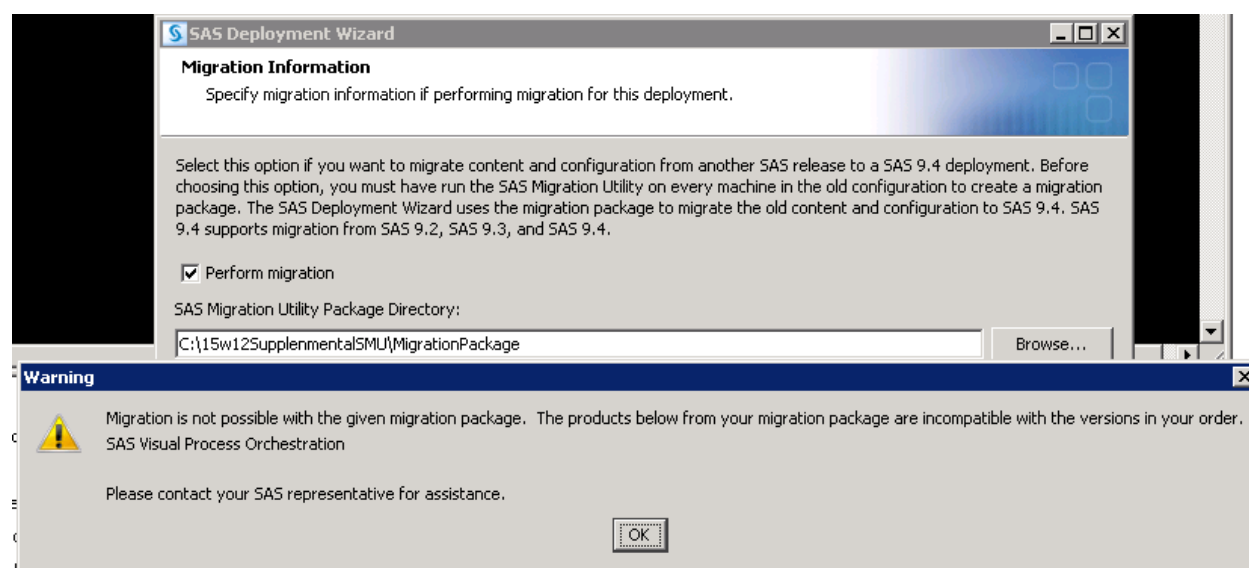 SAS Deployment Wizard
Migration Information
Specify migration information if performing migration for this deployment.
Select this option if you want to migrate content and configuration from another SAS release to a SAS 9.4 deployment. Before
choosing this option, you must have run the SAS Migration Utility on every machine in the old configuration to create a migration
package. The SAS Deployment Wizard uses the migration package to migrate the old content and configuration to SAS 9.4. SAS
9.4 supports migration from SAS 9.2, SAS 9.3, and SAS 9.4.
Perform migration
SAS Migration Utility Package Directory:
C:\15w12SupplenmentalSMU\MigrationPackage
Browse...
Warning
Migration is not possible with the given migration package. The products below from your migration package are incompatible with the versions in your order.
SAS Visual Process Orchestration
Please contact your SAS representative for assistance.
OK